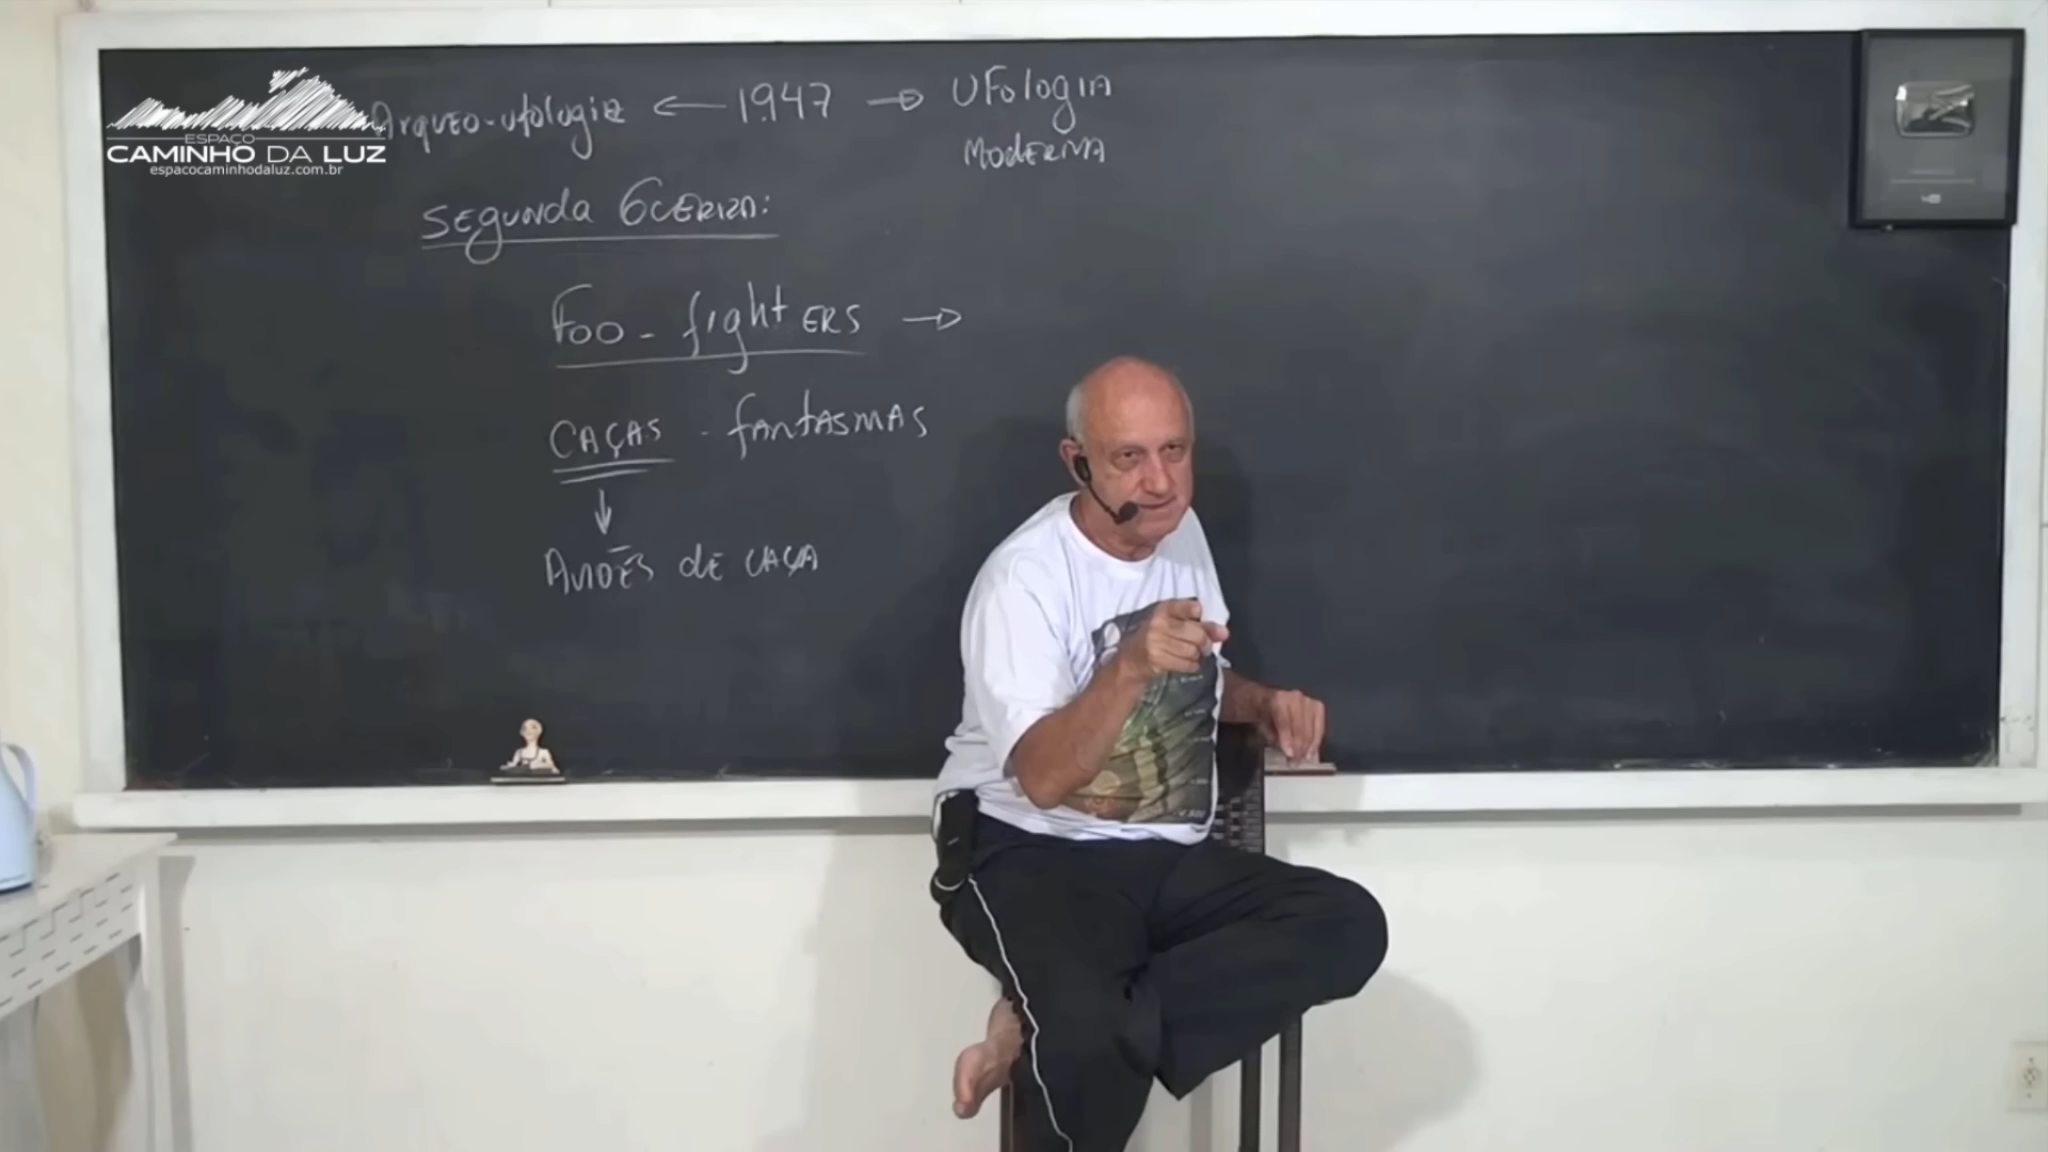 ESPAÇO
CAMINHO DA LUZ
espacocaminhodaluz.com.br
Arqueo-ufologia ← 1947 → UFologia
Moderna
Segunda Guerra:
Foo - fighters →
CAÇAS - fantasmas
↓
Aviões de caça